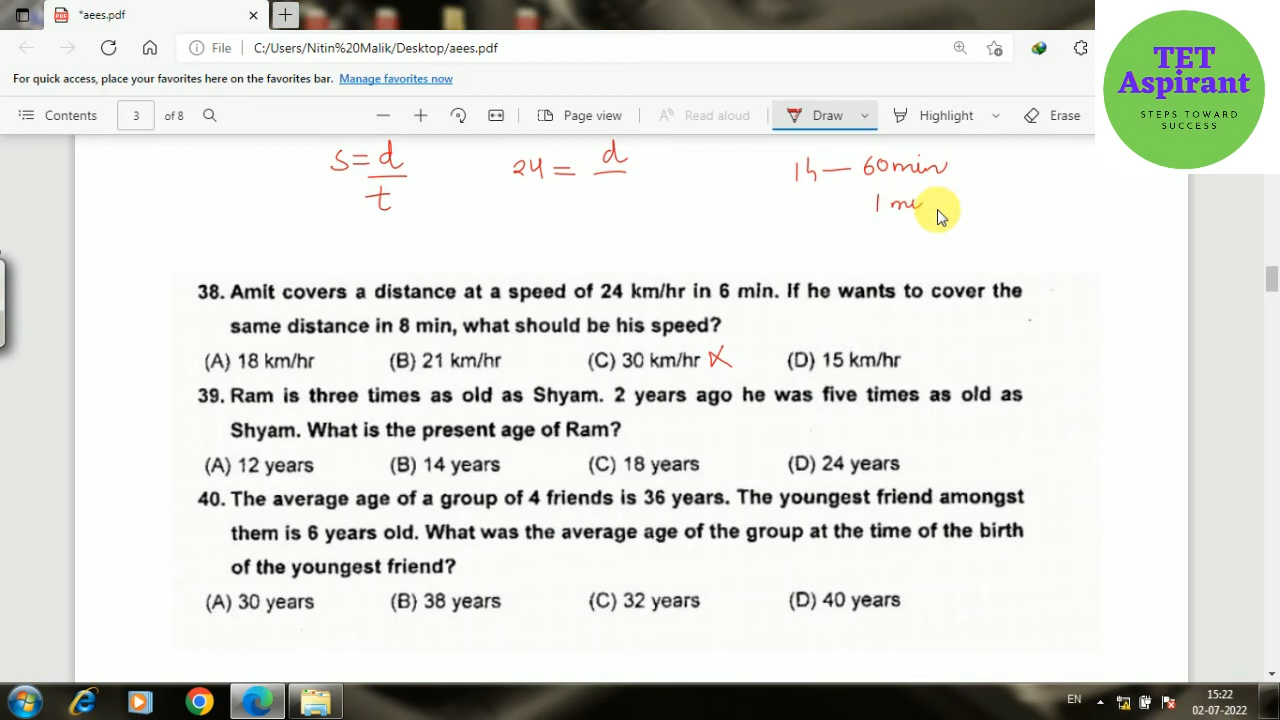 *aees.pdf
File C:/Users/Nitin%20Malik/Desktop/aees.pdf
For quick access, place your favorites here on the favorites bar. Manage favorites now
Contents 3 of 8 Page view Read aloud Draw Highlight Erase
TET
Aspirant
STEPS TOWARD
SUCCESS
S = d/t 24 = d 1h — 60min
1 mi
38. Amit covers a distance at a speed of 24 km/hr in 6 min. If he wants to cover the
same distance in 8 min, what should be his speed?
(A) 18 km/hr (B) 21 km/hr (C) 30 km/hr (D) 15 km/hr
39. Ram is three times as old as Shyam. 2 years ago he was five times as old as
Shyam. What is the present age of Ram?
(A) 12 years (B) 14 years (C) 18 years (D) 24 years
40. The average age of a group of 4 friends is 36 years. The youngest friend amongst
them is 6 years old. What was the average age of the group at the time of the birth
of the youngest friend?
(A) 30 years (B) 38 years (C) 32 years (D) 40 years
EN 15:22
02-07-2022